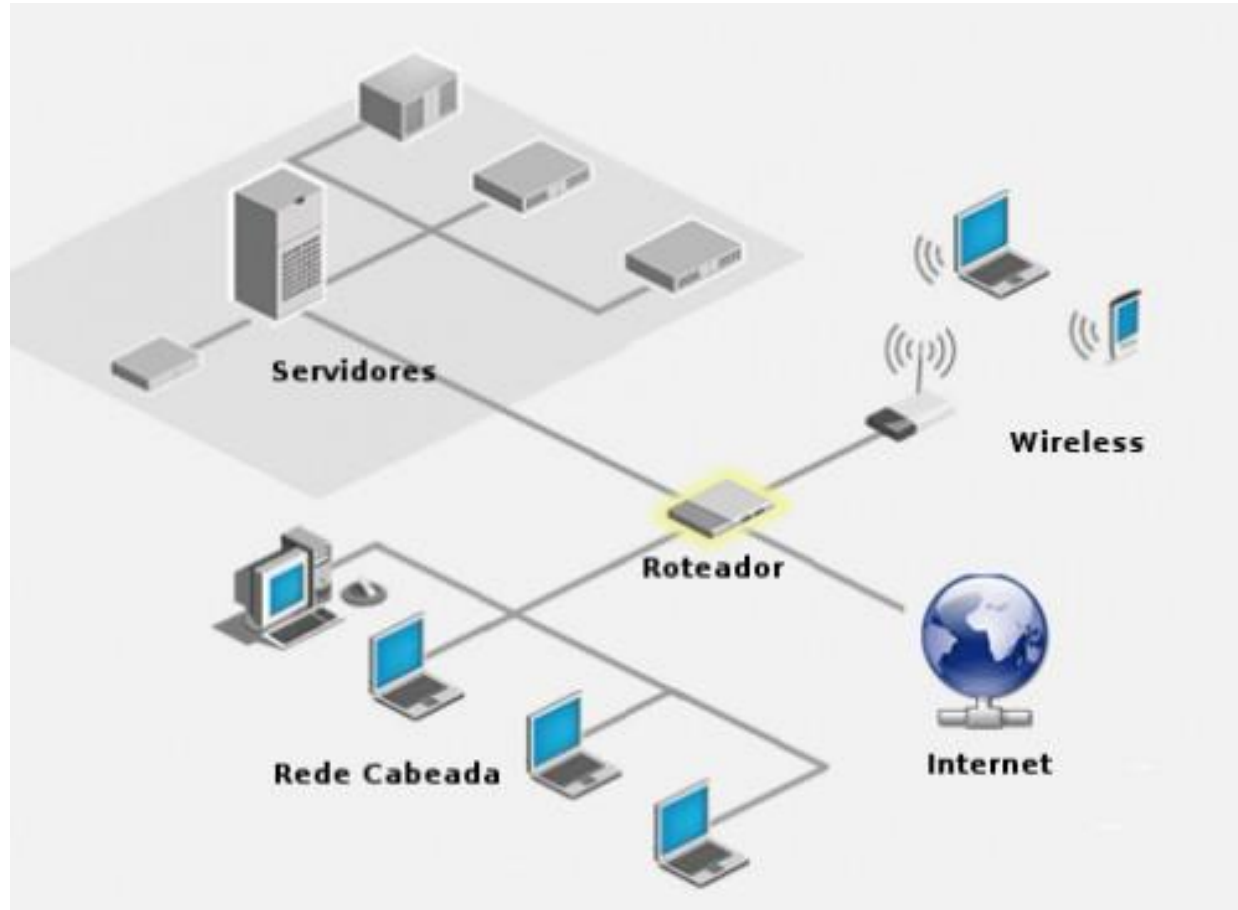 Servidores
Wireless
Roteador
Rede Cabeada
Internet